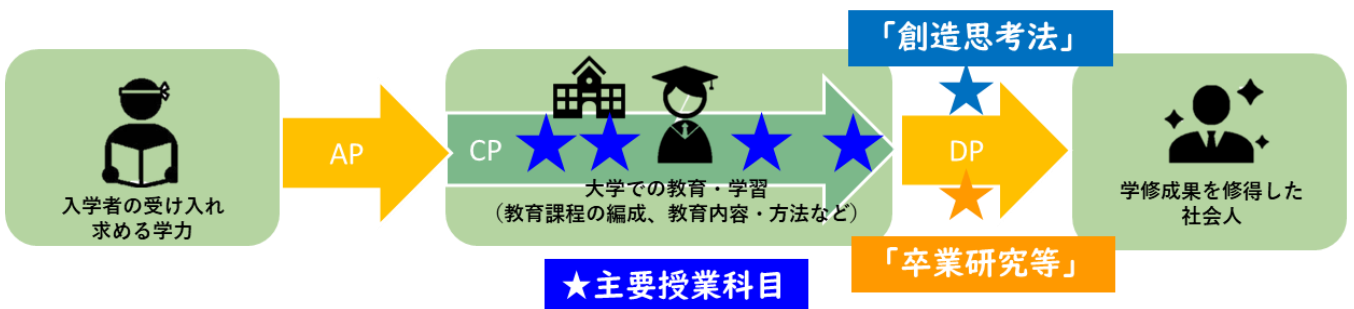 「創造思考法」
入学者の受け入れ
求める学力
AP
CP
大学での教育・学習
（教育課程の編成、教育内容・方法など）
DP
学修成果を修得した
社会人
「卒業研究等」
★主要授業科目